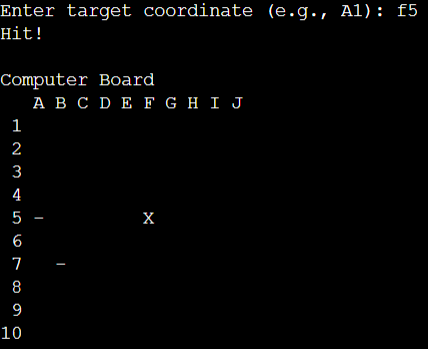 Enter target coordinate (e.g., A1): f5
Hit!

Computer Board
   A B C D E F G H I J
 1
 2
 3
 4
 5 -         X
 6
 7   -
 8
 9
10